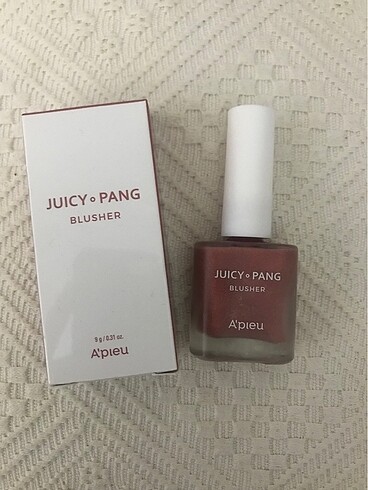 JUICY • PANG
BLUSHER
9 g / 0.31 oz.
A'PIEU
JUICY • PANG
BLUSHER
A'PIEU